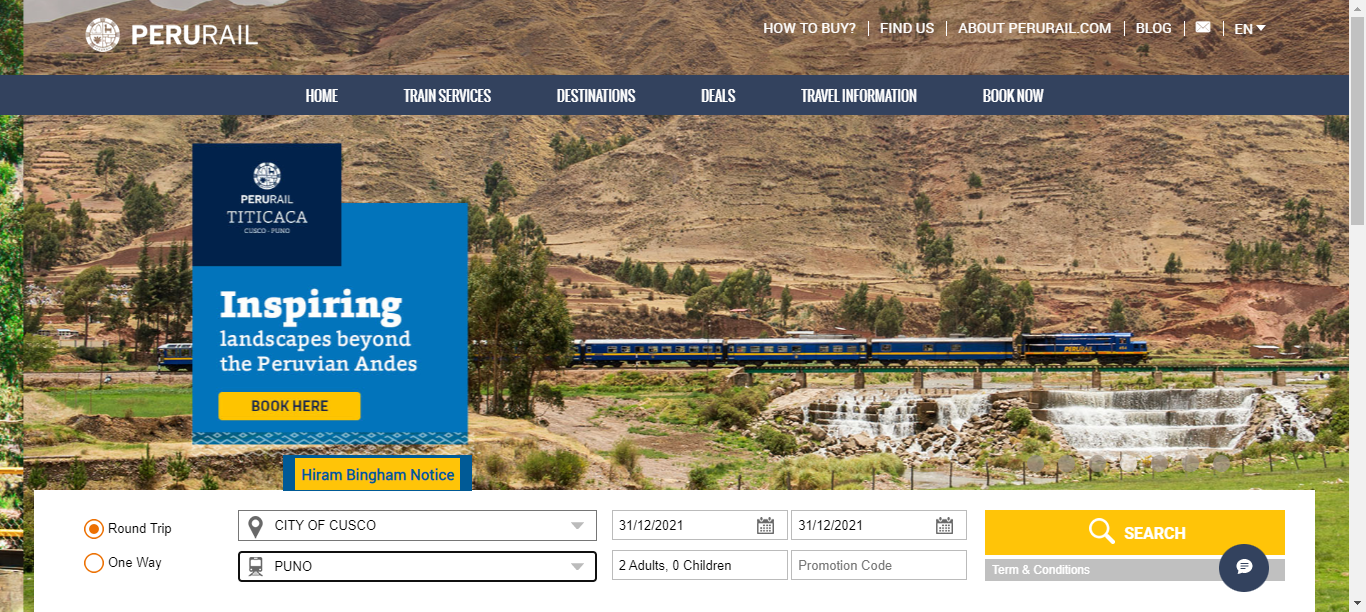 PERURAIL
HOW TO BUY?
FIND US
ABOUT PERURAIL.COM
BLOG
EN
HOME
TRAIN SERVICES
DESTINATIONS
DEALS
TRAVEL INFORMATION
BOOK NOW
PERURAIL
TITICACA
CUSCO - PUNO
Inspiring
landscapes beyond
the Peruvian Andes
BOOK HERE
PERURAIL
Hiram Bingham Notice
Round Trip
One Way
CITY OF CUSCO
PUNO
31/12/2021
31/12/2021
2 Adults, 0 Children
Promotion Code
SEARCH
Term & Conditions